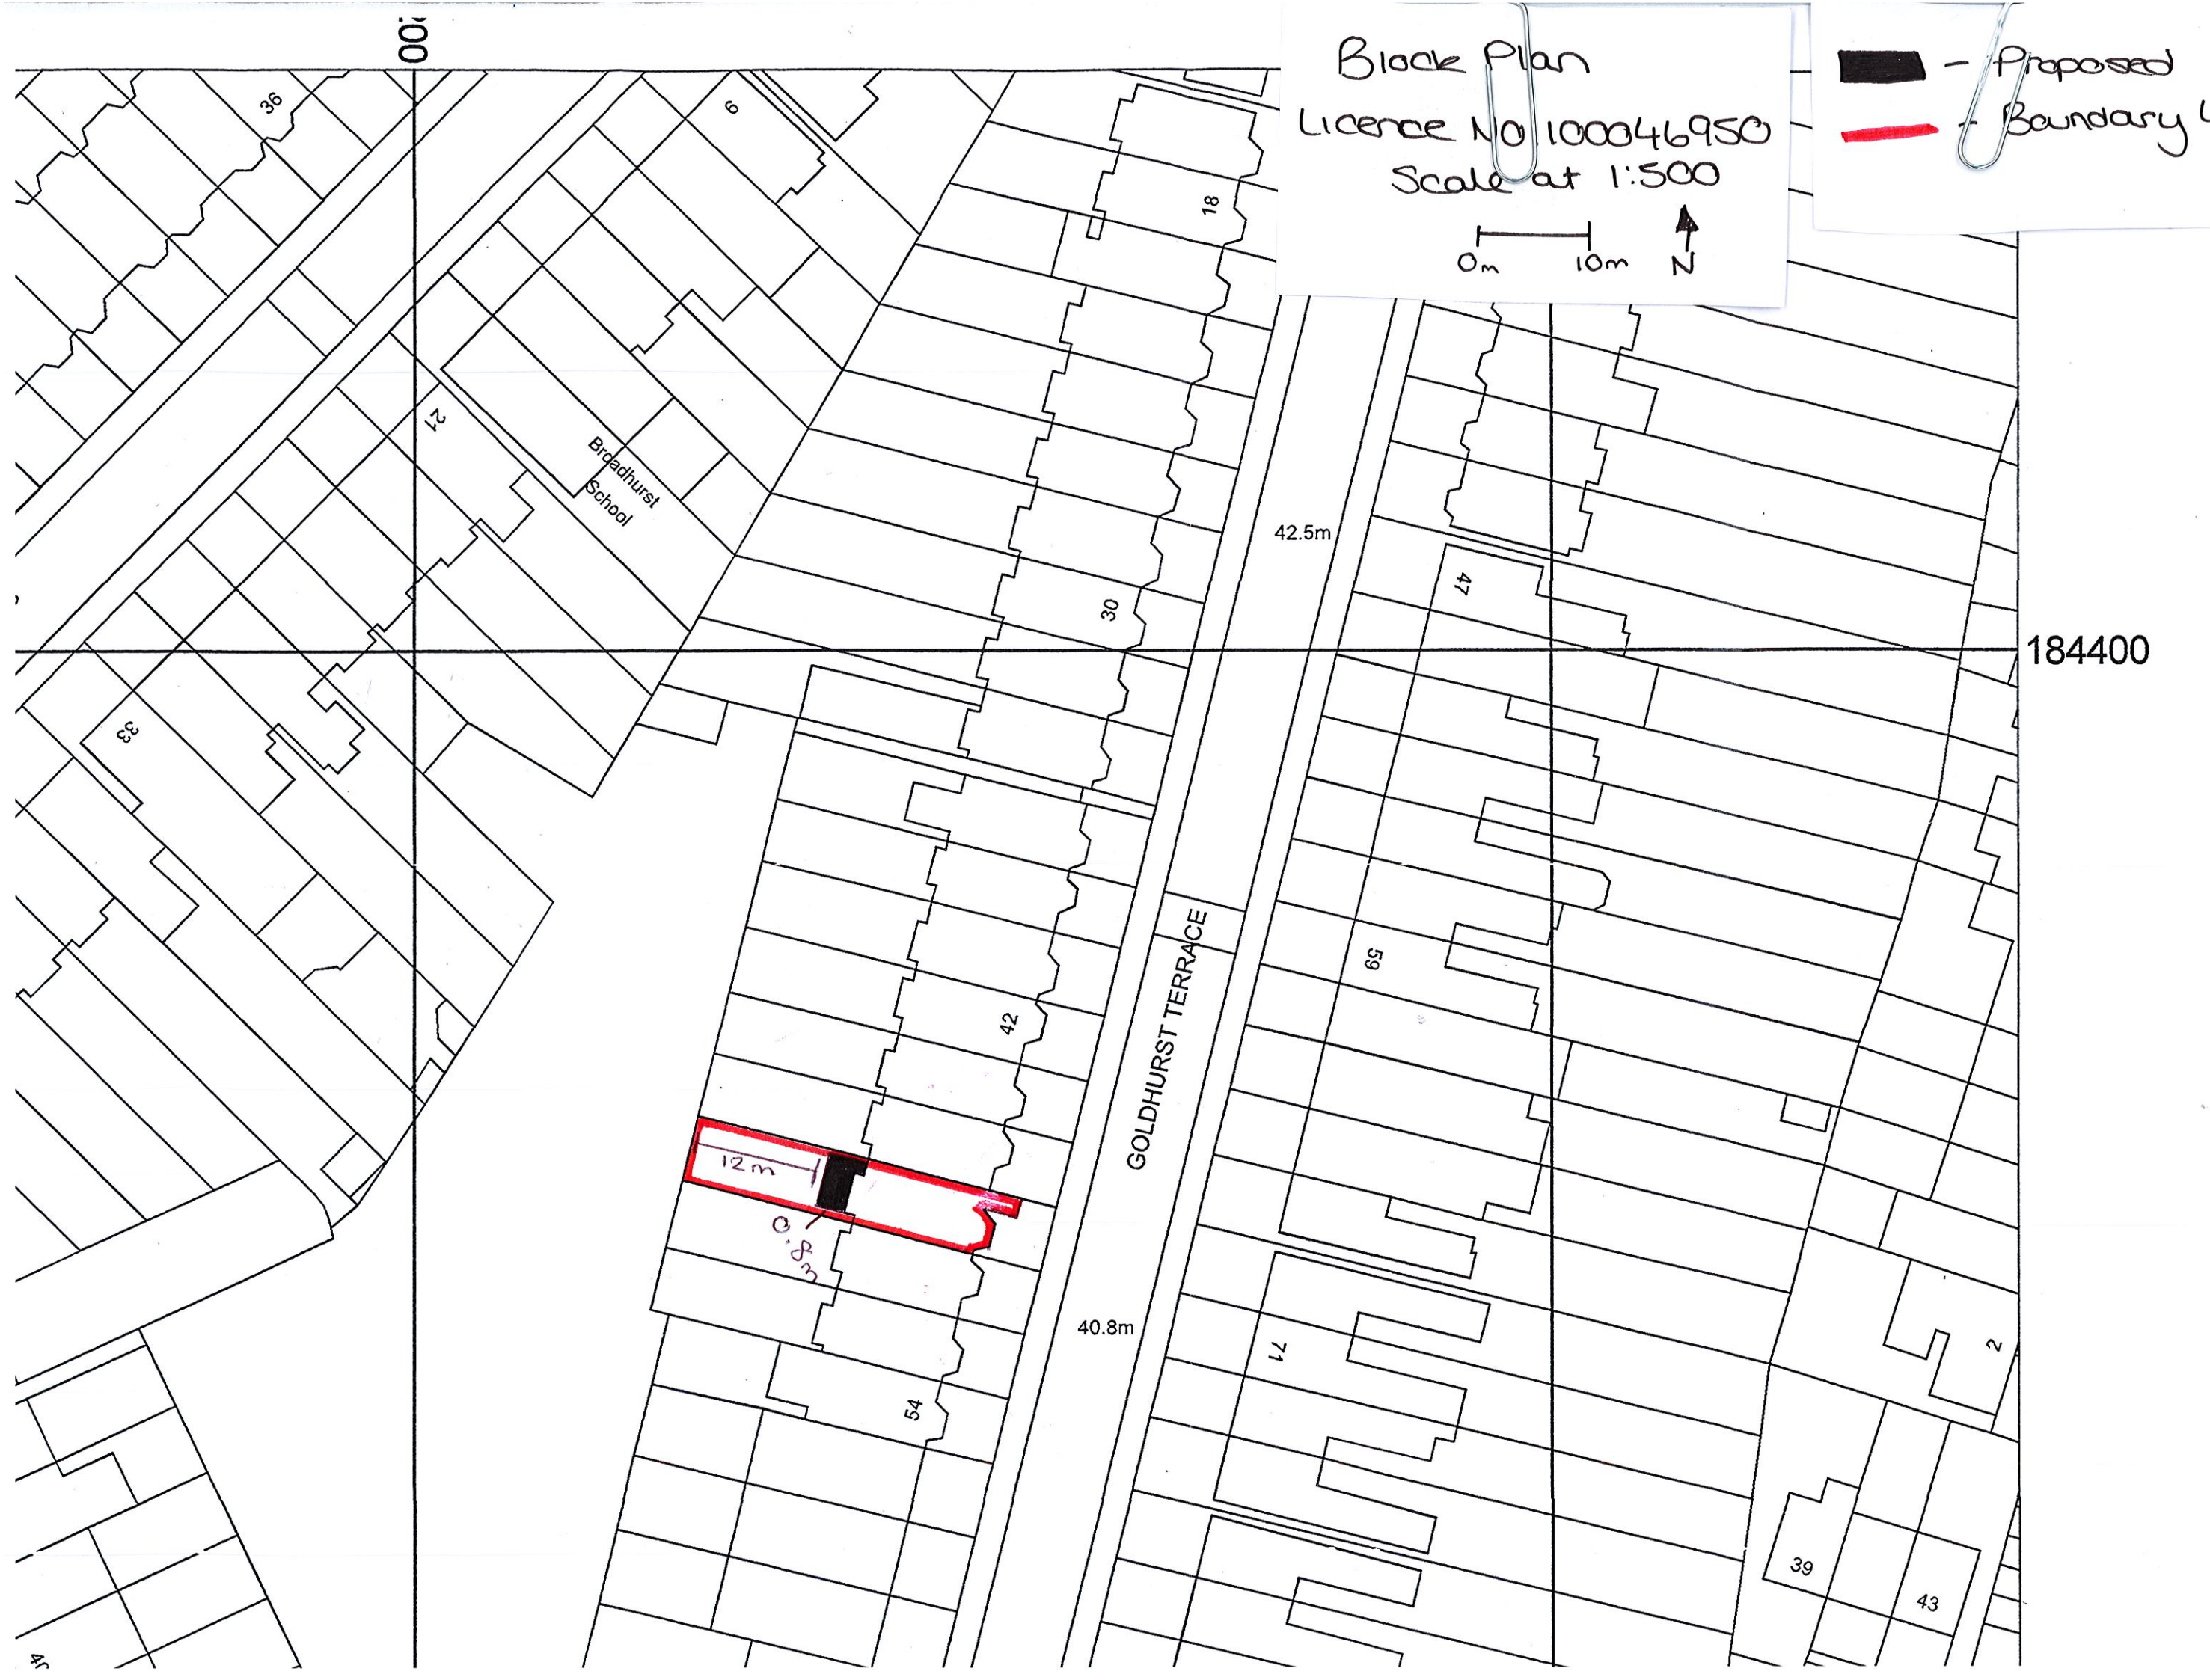 Block Plan
Licence No 100046950
Scale at 1:500
0m 10m N
- Proposed
- Boundary L
36
6
18
21
Broadhurst
School
42.5m
30
47
184400
33
59
42
GOLDHURST TERRACE
12m
0.8m
40.8m
71
54
2
39
43